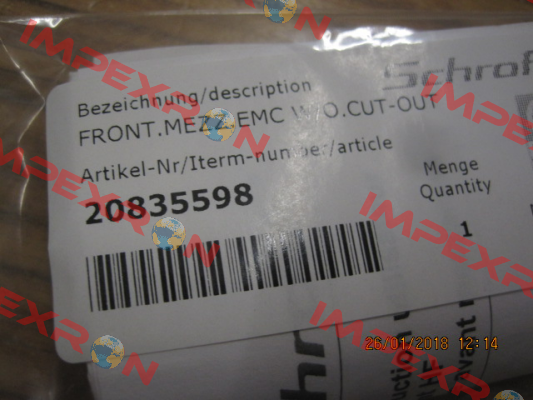 Schrof
Bezeichnung/description
FRONT.MEZZ.EMC W/O.CUT-OUT
Artikel-Nr/Iterm-number/article
20835598
Menge
Quantity
1
26/01/2018 12:14
IMPEXRON
IMPEXRON
IMPEXRON
IMPEXRON